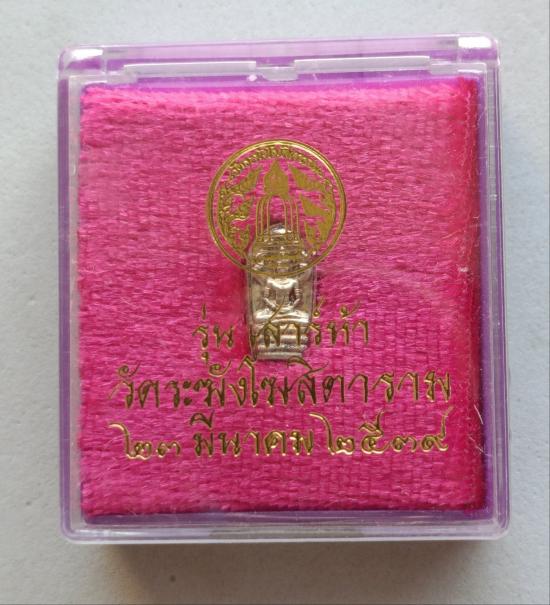 รุ่น เสาร์ห้า
วัดระฆังโฆสิตาราม
๒๓ มีนาคม ๒๕๓๙